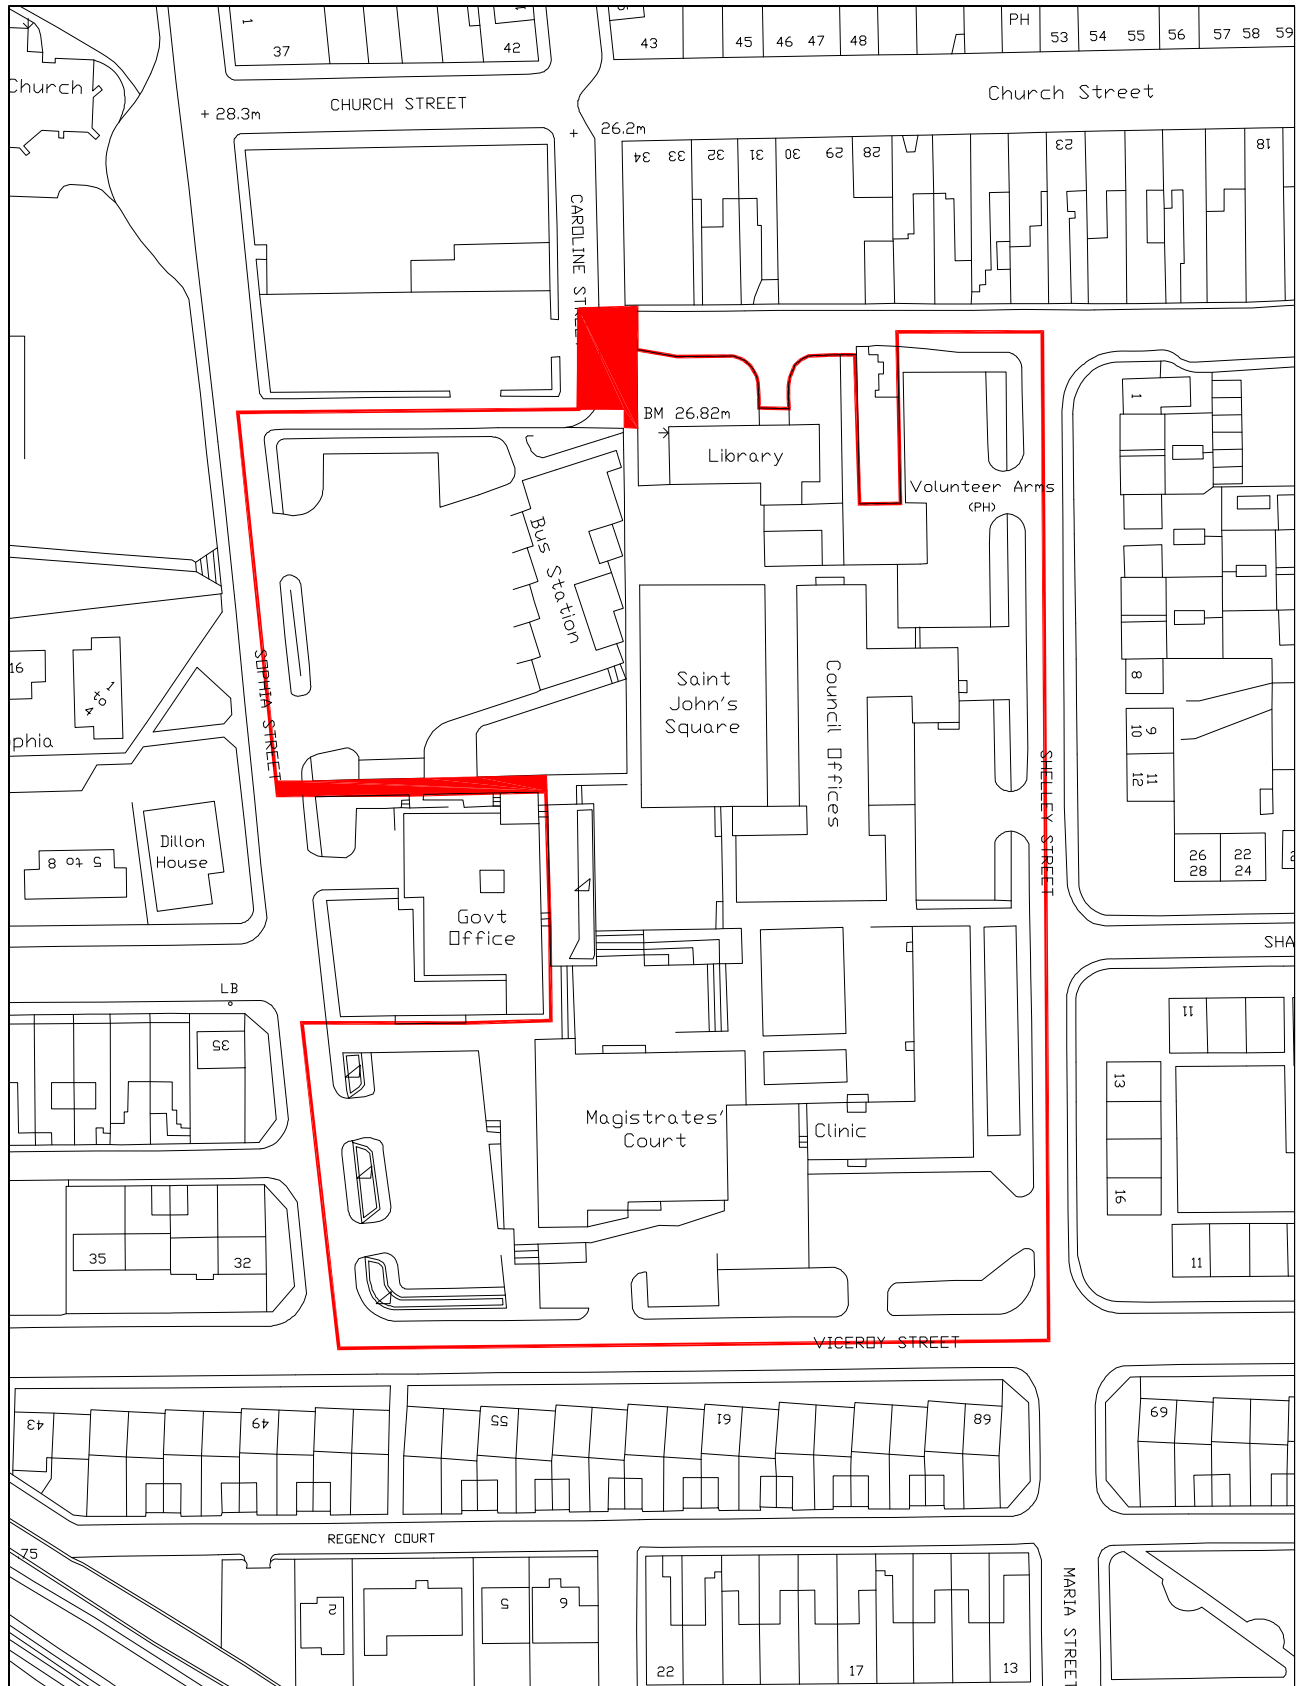 1
37
42
43
45
46
47
48
PH
53
54
55
56
57
58
59
Church
+ 28.3m
CHURCH STREET
Church Street
+ 26.2m
34
33
32
31
30
29
28
23
18
CAROLINE STREET
BM 26.82m
Library
Volunteer Arms
(PH)
1
Bus Station
16
1 to 4
phia
SOPHIA STREET
Saint
John's
Square
Council Offices
SHELLEY STREET
8
9
10
11
12
Dillon
House
5 to 8
26
28
22
24
Govt
Office
SHA
LB
35
11
13
16
Magistrates'
Court
Clinic
35
32
11
VICEROY STREET
43
49
55
61
68
69
REGENCY COURT
75
2
5
6
22
17
13
MARIA STREET